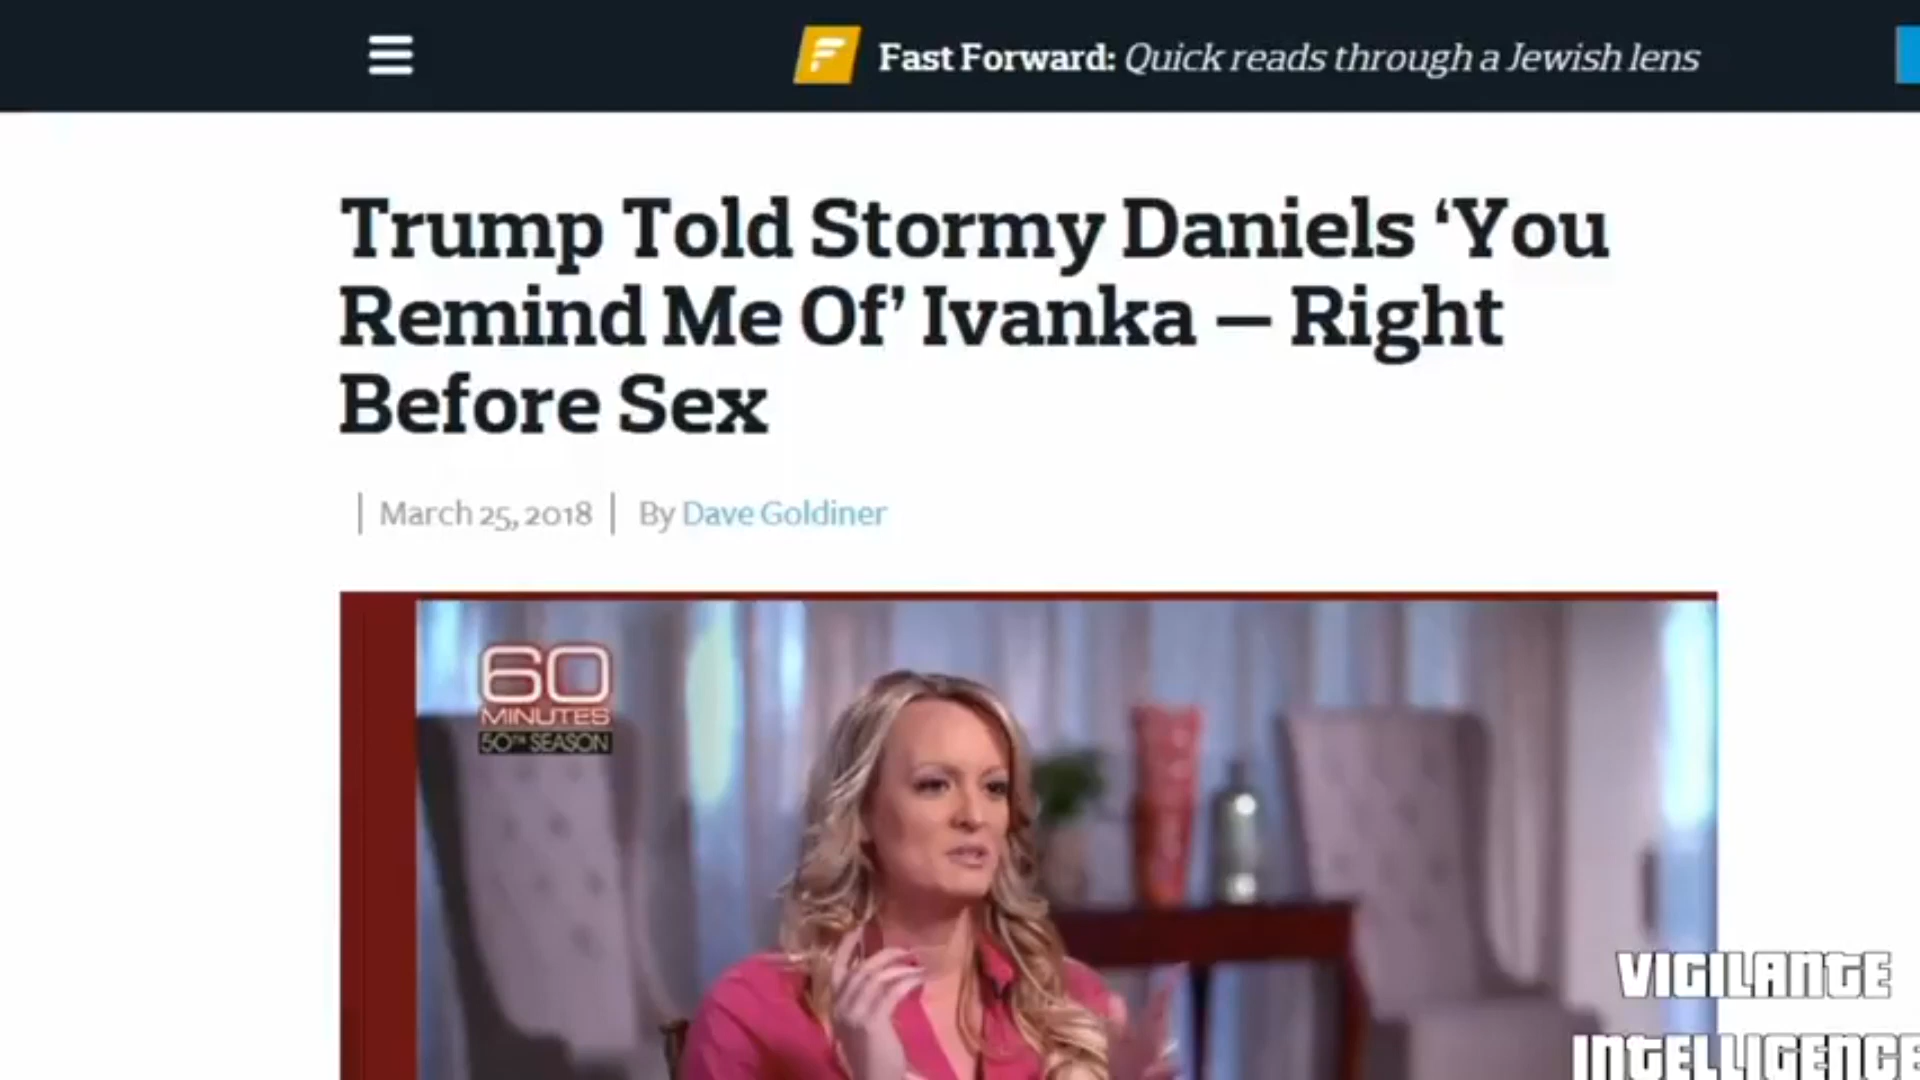 Fast Forward: Quick reads through a Jewish lens
Trump Told Stormy Daniels ‘You
Remind Me Of’ Ivanka — Right
Before Sex
March 25, 2018 | By Dave Goldiner
60
MINUTES
50TH SEASON
VIGILANTE
INTELLIGENCE